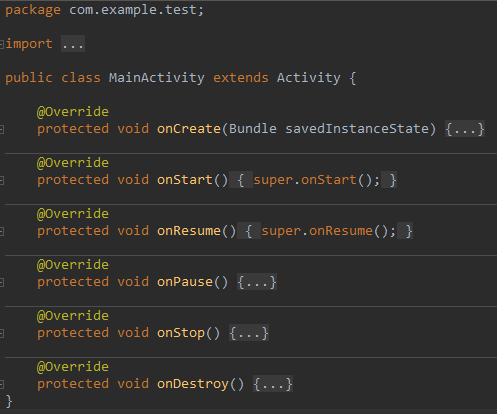 package com.example.test;
import ...
public class MainActivity extends Activity {
@Override
protected void onCreate(Bundle savedInstanceState) {...}
@Override
protected void onStart() { super.onStart(); }
@Override
protected void onResume() { super.onResume(); }
@Override
protected void onPause() {...}
@Override
protected void onStop() {...}
@Override
protected void onDestroy() {...}
}